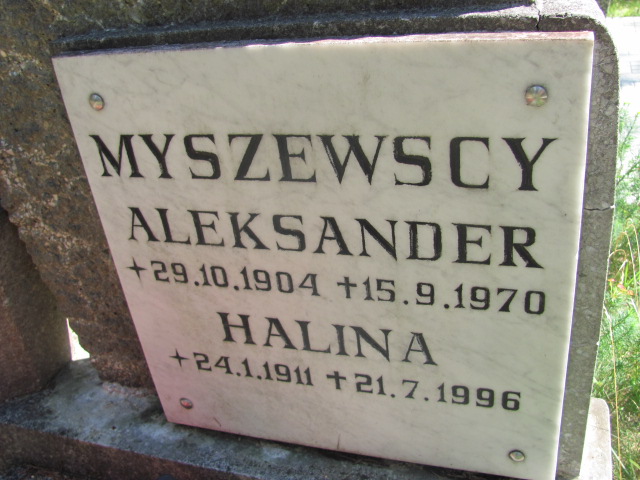 MYSZEWSCY
ALEKSANDER
+29.10.1904 †15.9.1970
HALINA
+24.1.1911 †21.7.1996